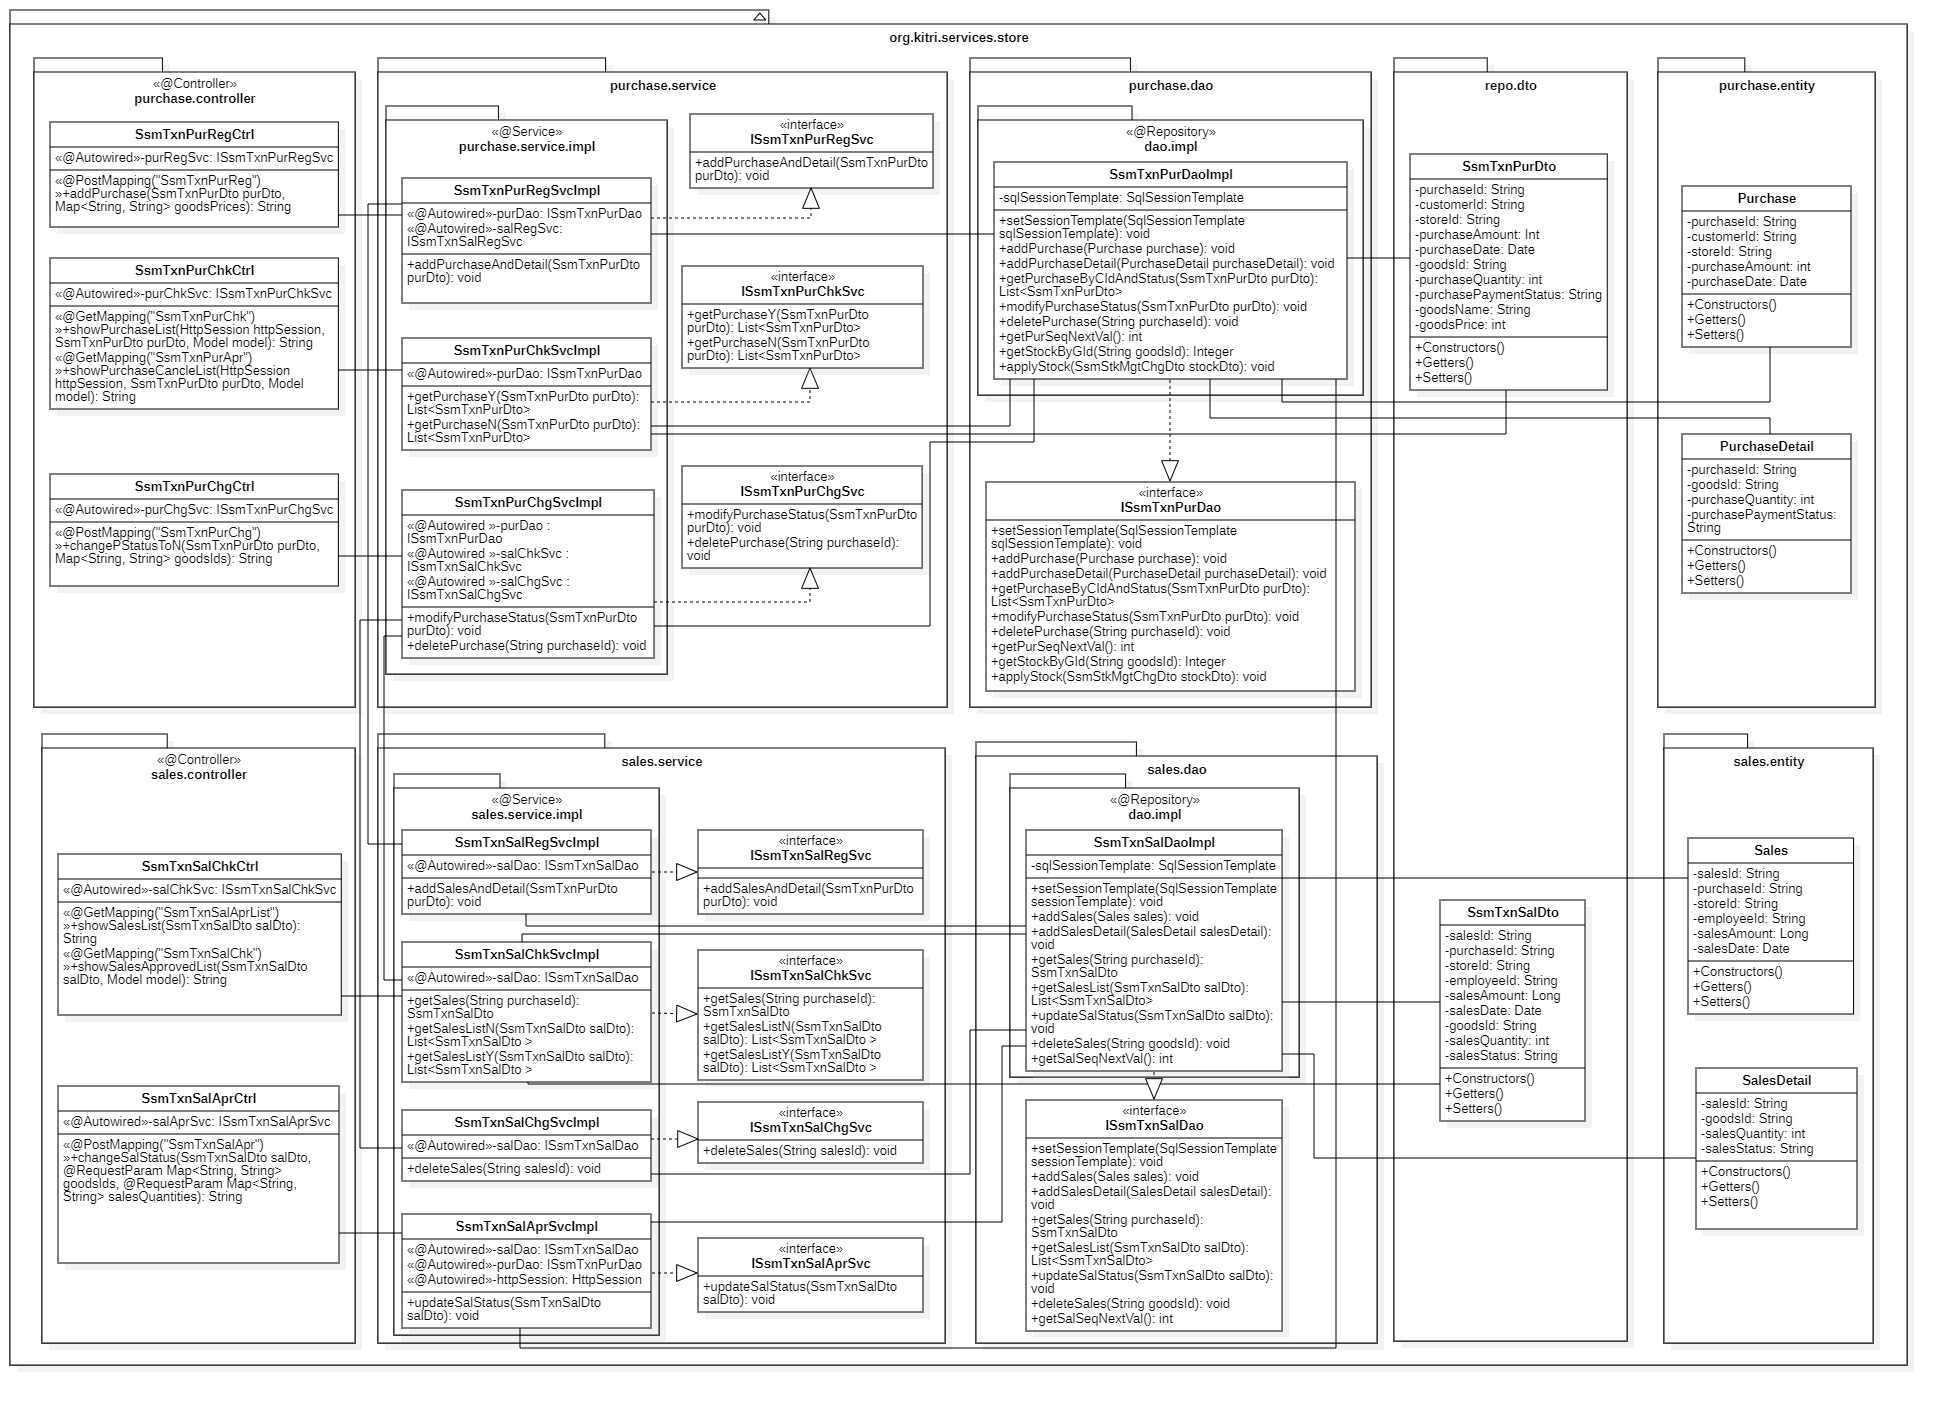 org.kitri.services.store
«@Controller»
purchase.controller
SsmTxnPurRegCtrl
«@Autowired»-purRegSvc: ISsmTxnPurRegSvc
«@PostMapping("SsmTxnPurReg")
»+addPurchase(SsmTxnPurDto purDto,
Map<String, String> goodsPrices): String
SsmTxnPurChkCtrl
«@Autowired»-purChkSvc: ISsmTxnPurChkSvc
«@GetMapping("SsmTxnPurChk")
»+showPurchaseList(HttpSession httpSession,
SsmTxnPurDto purDto, Model model): String
«@GetMapping("SsmTxnPurApr")
»+showPurchaseCancleList(HttpSession
httpSession, SsmTxnPurDto purDto, Model
model): String
SsmTxnPurChgCtrl
«@Autowired»-purChgSvc: ISsmTxnPurChgSvc
«@PostMapping("SsmTxnPurChg")
»+changePStatusToN(SsmTxnPurDto purDto,
Map<String, String> goodsIds): String
purchase.service
«@Service»
purchase.service.impl
SsmTxnPurRegSvcImpl
«@Autowired»-purDao: ISsmTxnPurDao
«@Autowired»-salRegSvc:
ISsmTxnSalRegSvc
+addPurchaseAndDetail(SsmTxnPurDto
purDto): void
SsmTxnPurChkSvcImpl
«@Autowired»-purDao: ISsmTxnPurDao
+getPurchaseY(SsmTxnPurDto purDto):
List<SsmTxnPurDto>
+getPurchaseN(SsmTxnPurDto purDto):
List<SsmTxnPurDto>
SsmTxnPurChgSvcImpl
«@Autowired »-purDao :
ISsmTxnPurDao
«@Autowired »-salChkSvc :
ISsmTxnSalChkSvc
«@Autowired »-salChgSvc :
ISsmTxnSalChgSvc
+modifyPurchaseStatus(SsmTxnPurDto
purDto): void
+deletePurchase(String purchaseId): void
«interface»
ISsmTxnPurRegSvc
+addPurchaseAndDetail(SsmTxnPurDto
purDto): void
«interface»
ISsmTxnPurChkSvc
+getPurchaseY(SsmTxnPurDto
purDto): List<SsmTxnPurDto>
+getPurchaseN(SsmTxnPurDto
purDto): List<SsmTxnPurDto>
«interface»
ISsmTxnPurChgSvc
+modifyPurchaseStatus(SsmTxnPurDto
purDto): void
+deletePurchase(String purchaseId):
void
purchase.dao
«@Repository»
dao.impl
SsmTxnPurDaoImpl
-sqlSessionTemplate: SqlSessionTemplate
+setSessionTemplate(SqlSessionTemplate
sqlSessionTemplate): void
+addPurchase(Purchase purchase): void
+addPurchaseDetail(PurchaseDetail purchaseDetail): void
+getPurchaseByCIdAndStatus(SsmTxnPurDto purDto):
List<SsmTxnPurDto>
+modifyPurchaseStatus(SsmTxnPurDto purDto): void
+deletePurchase(String purchaseId): void
+getPurSeqNextVal(): int
+getStockByGId(String goodsId): Integer
+applyStock(SsmStkMgtChgDto stockDto): void
«interface»
ISsmTxnPurDao
+setSessionTemplate(SqlSessionTemplate
sqlSessionTemplate): void
+addPurchase(Purchase purchase): void
+addPurchaseDetail(PurchaseDetail purchaseDetail): void
+getPurchaseByCIdAndStatus(SsmTxnPurDto purDto):
List<SsmTxnPurDto>
+modifyPurchaseStatus(SsmTxnPurDto purDto): void
+deletePurchase(String purchaseId): void
+getPurSeqNextVal(): int
+getStockByGId(String goodsId): Integer
+applyStock(SsmStkMgtChgDto stockDto): void
repo.dto
SsmTxnPurDto
-purchaseId: String
-customerId: String
-storeId: String
-purchaseAmount: Int
-purchaseDate: Date
-goodsId: String
-purchaseQuantity: int
-purchasePaymentStatus: String
-goodsName: String
-goodsPrice: int
+Constructors()
+Getters()
+Setters()
purchase.entity
Purchase
-purchaseId: String
-customerId: String
-storeId: String
-purchaseAmount: int
-purchaseDate: Date
+Constructors()
+Getters()
+Setters()
PurchaseDetail
-purchaseId: String
-goodsId: String
-purchaseQuantity: int
-purchasePaymentStatus:
String
+Constructors()
+Getters()
+Setters()
«@Controller»
sales.controller
SsmTxnSalChkCtrl
«@Autowired»-salChkSvc: ISsmTxnSalChkSvc
«@GetMapping("SsmTxnSalAprList")
»+showSalesList(SsmTxnSalDto salDto):
String
«@GetMapping("SsmTxnSalChk")
»+showSalesApprovedList(SsmTxnSalDto
salDto, Model model): String
SsmTxnSalAprCtrl
«@Autowired»-salAprSvc: ISsmTxnSalAprSvc
«@PostMapping("SsmTxnSalApr")
»+changeSalStatus(SsmTxnSalDto salDto,
@RequestParam Map<String, String>
goodsIds, @RequestParam Map<String,
String> salesQuantities): String
sales.service
«@Service»
sales.service.impl
SsmTxnSalRegSvcImpl
«@Autowired»-salDao: ISsmTxnSalDao
+addSalesAndDetail(SsmTxnPurDto
purDto): void
SsmTxnSalChkSvcImpl
«@Autowired»-salDao: ISsmTxnSalDao
+getSales(String purchaseId):
SsmTxnSalDto
+getSalesListN(SsmTxnSalDto salDto):
List<SsmTxnSalDto >
+getSalesListY(SsmTxnSalDto salDto):
List<SsmTxnSalDto >
SsmTxnSalChgSvcImpl
«@Autowired»-salDao: ISsmTxnSalDao
+deleteSales(String salesId): void
SsmTxnSalAprSvcImpl
«@Autowired»-salDao: ISsmTxnSalDao
«@Autowired»-purDao: ISsmTxnPurDao
«@Autowired»-httpSession: HttpSession
+updateSalStatus(SsmTxnSalDto
salDto): void
«interface»
ISsmTxnSalRegSvc
+addSalesAndDetail(SsmTxnPurDto
purDto): void
«interface»
ISsmTxnSalChkSvc
+getSales(String purchaseId):
SsmTxnSalDto
+getSalesListN(SsmTxnSalDto
salDto): List<SsmTxnSalDto >
+getSalesListY(SsmTxnSalDto
salDto): List<SsmTxnSalDto >
«interface»
ISsmTxnSalChgSvc
+deleteSales(String salesId): void
«interface»
ISsmTxnSalAprSvc
+updateSalStatus(SsmTxnSalDto
salDto): void
sales.dao
«@Repository»
dao.impl
SsmTxnSalDaoImpl
-sqlSessionTemplate: SqlSessionTemplate
+setSessionTemplate(SqlSessionTemplate
sessionTemplate): void
+addSales(Sales sales): void
+addSalesDetail(SalesDetail salesDetail):
void
+getSales(String purchaseId):
SsmTxnSalDto
+getSalesList(SsmTxnSalDto salDto):
List<SsmTxnSalDto>
+updateSalStatus(SsmTxnSalDto salDto):
void
+deleteSales(String goodsId): void
+getSalSeqNextVal(): int
«interface»
ISsmTxnSalDao
+setSessionTemplate(SqlSessionTemplate
sessionTemplate): void
+addSales(Sales sales): void
+addSalesDetail(SalesDetail salesDetail):
void
+getSales(String purchaseId):
SsmTxnSalDto
+getSalesList(SsmTxnSalDto salDto):
List<SsmTxnSalDto>
+updateSalStatus(SsmTxnSalDto salDto):
void
+deleteSales(String goodsId): void
+getSalSeqNextVal(): int
SsmTxnSalDto
-salesId: String
-purchaseId: String
-storeId: String
-employeeId: String
-salesAmount: Long
-salesDate: Date
-goodsId: String
-salesQuantity: int
-salesStatus: String
+Constructors()
+Getters()
+Setters()
sales.entity
Sales
-salesId: String
-purchaseId: String
-storeId: String
-employeeId: String
-salesAmount: Long
-salesDate: Date
+Constructors()
+Getters()
+Setters()
SalesDetail
-salesId: String
-goodsId: String
-salesQuantity: int
-salesStatus: String
+Constructors()
+Getters()
+Setters()